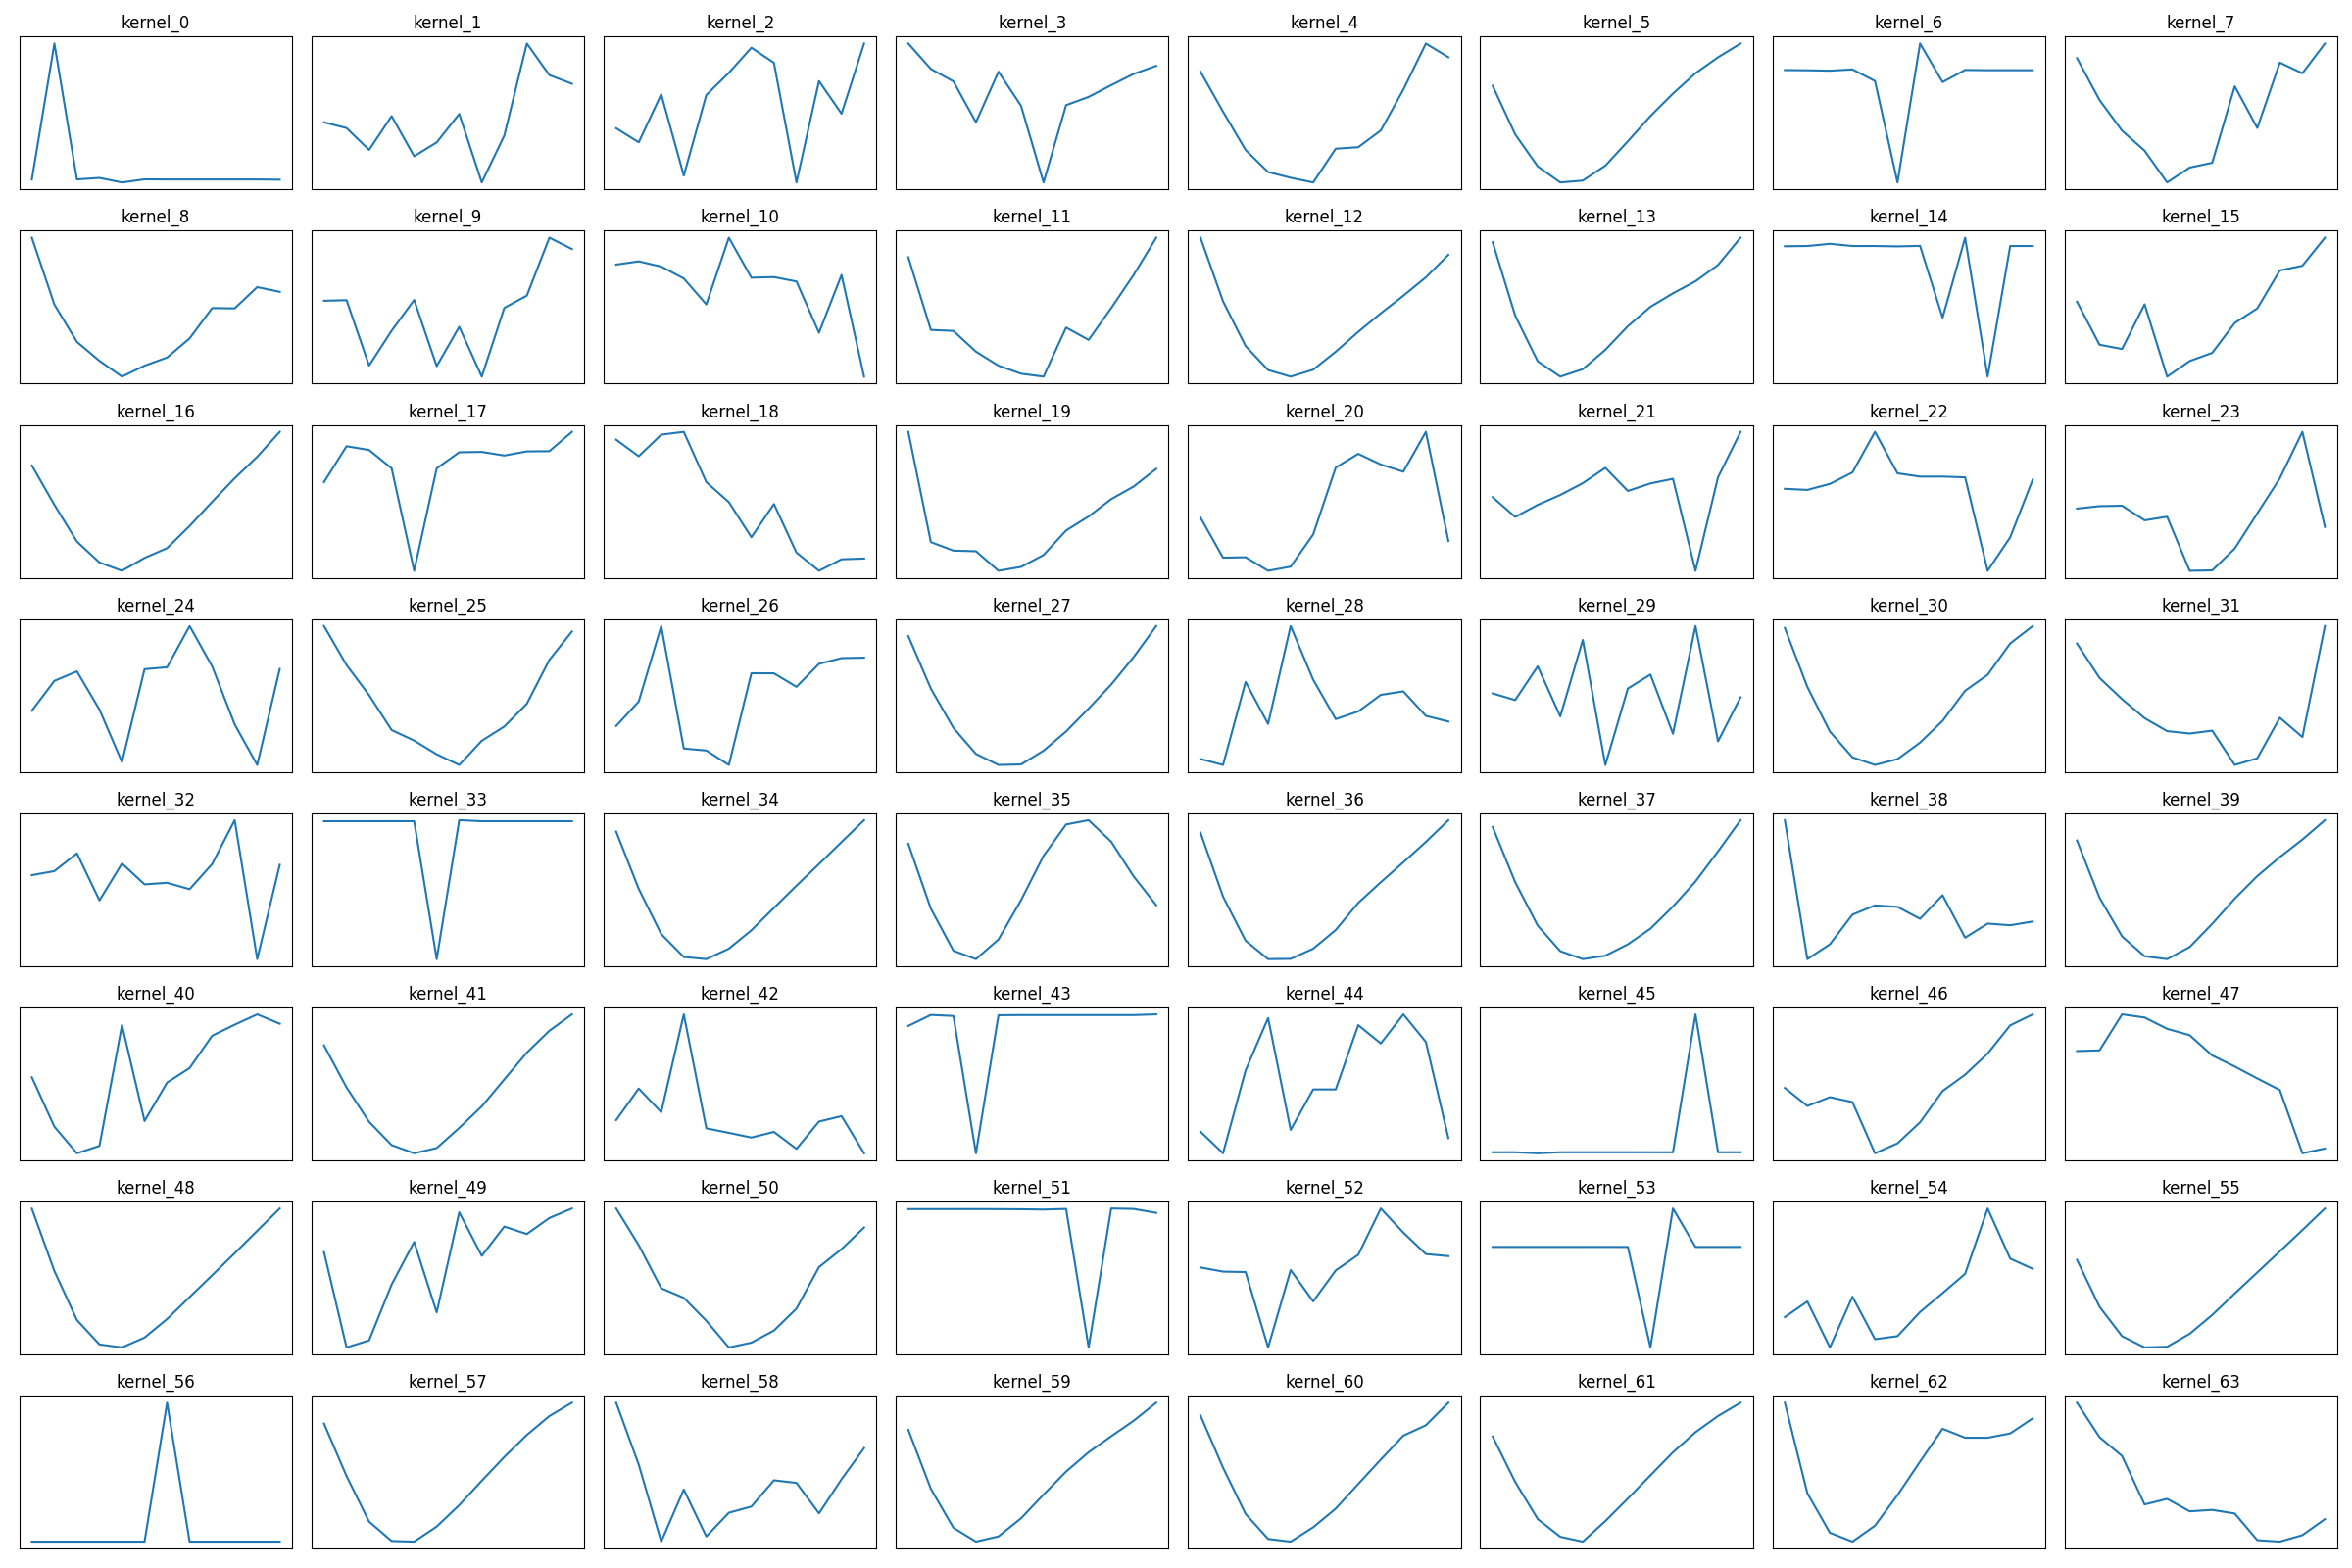 kernel_0 kernel_1 kernel_2 kernel_3 kernel_4 kernel_5 kernel_6 kernel_7
kernel_8 kernel_9 kernel_10 kernel_11 kernel_12 kernel_13 kernel_14 kernel_15
kernel_16 kernel_17 kernel_18 kernel_19 kernel_20 kernel_21 kernel_22 kernel_23
kernel_24 kernel_25 kernel_26 kernel_27 kernel_28 kernel_29 kernel_30 kernel_31
kernel_32 kernel_33 kernel_34 kernel_35 kernel_36 kernel_37 kernel_38 kernel_39
kernel_40 kernel_41 kernel_42 kernel_43 kernel_44 kernel_45 kernel_46 kernel_47
kernel_48 kernel_49 kernel_50 kernel_51 kernel_52 kernel_53 kernel_54 kernel_55
kernel_56 kernel_57 kernel_58 kernel_59 kernel_60 kernel_61 kernel_62 kernel_63